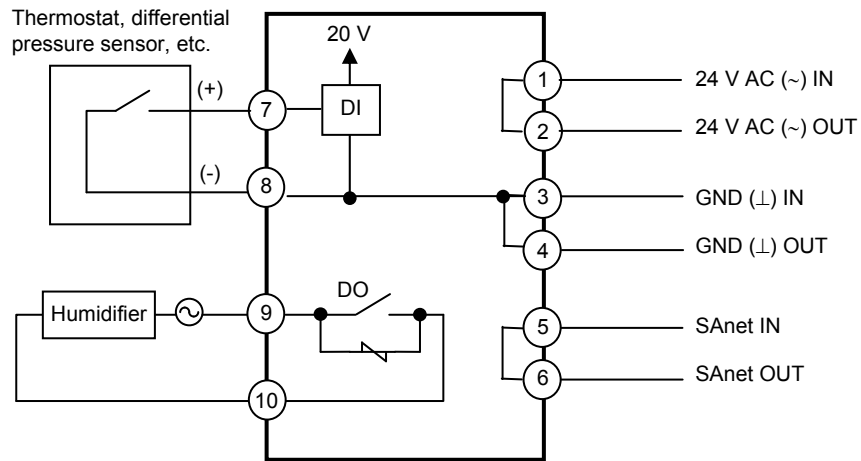 Thermostat, differential
pressure sensor, etc.
20 V
(+)
7
DI
1
24 V AC (~) IN
2
24 V AC (~) OUT
(-)
8
3
GND (⊥) IN
4
GND (⊥) OUT
Humidifier
9
DO
5
SAnet IN
6
SAnet OUT
10